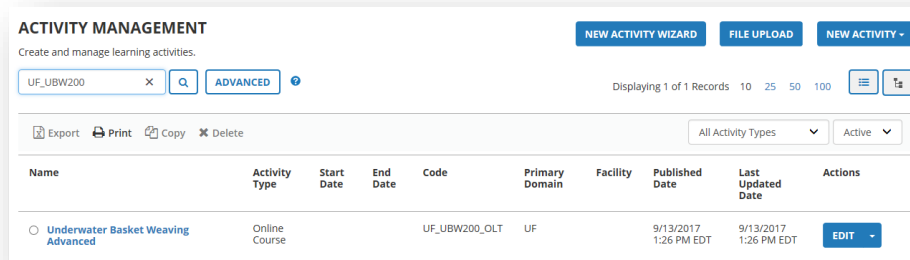 ACTIVITY MANAGEMENT
NEW ACTIVITY WIZARD
FILE UPLOAD
NEW ACTIVITY
Create and manage learning activities.
UF_UBW200
ADVANCED
?
Displaying 1 of 1 Records 10 25 50 100
Export Print Copy Delete
All Activity Types
Active
Name Activity Type Start Date End Date Code Primary Domain Facility Published Date Last Updated Date Actions
Underwater Basket Weaving Online UF_UBW200_OLT UF 9/13/2017 9/13/2017 EDIT
Advanced Course 1:26 PM EDT 1:26 PM EDT